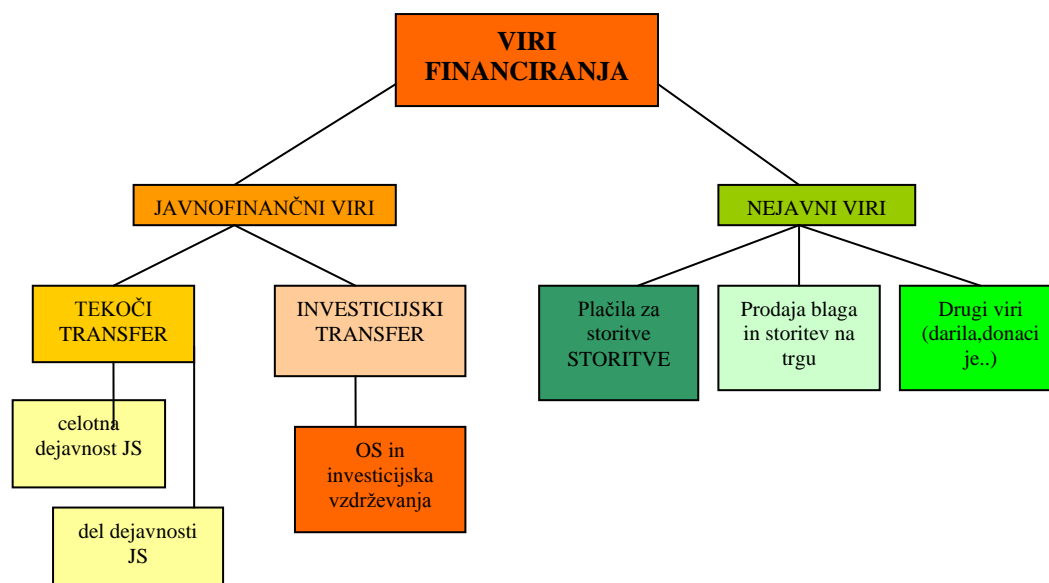 VIRI
FINANCIRANJA
JAVNOFINANČNI VIRI
NEJAVNI VIRI
TEKOČI
TRANSFER
INVESTICIJSKI
TRANSFER
Plačila za
storitve
STORITVE
Prodaja blaga
in storitev na
trgu
Drugi viri
(darila,donaci
je..)
celotna
dejavnost JS
OS in
investicijska
vzdrževanja
del dejavnosti
JS